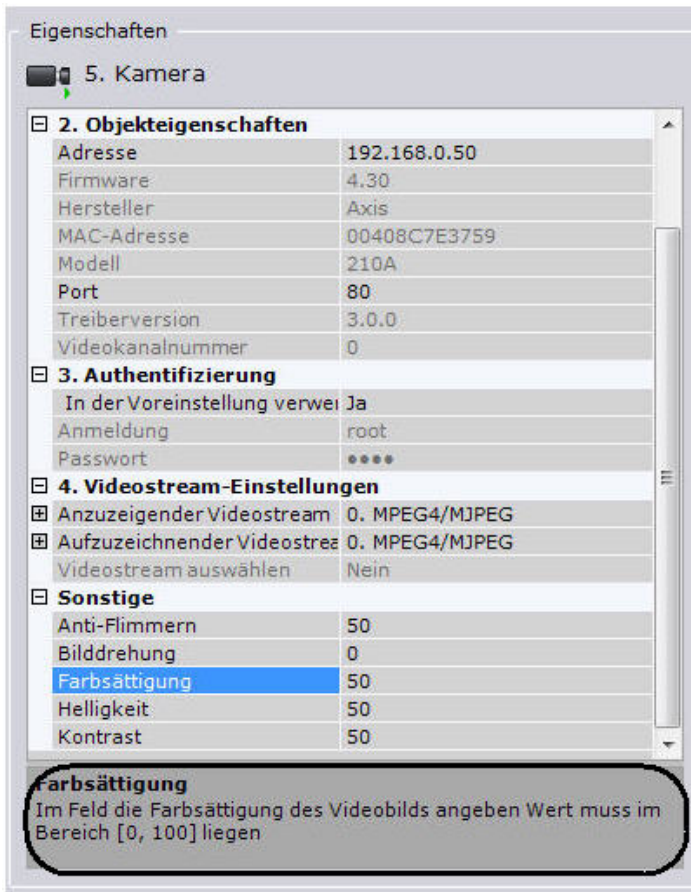 Eigenschaften
5. Kamera
2. Objekteigenschaften
Adresse 192.168.0.50
Firmware 4.30
Hersteller Axis
MAC-Adresse 00408C7E3759
Modell 210A
Port 80
Treiberversion 3.0.0
Videokanalnummer 0
3. Authentifizierung
In der Voreinstellung verwei Ja
Anmeldung root
Passwort ●●●●
4. Videostream-Einstellungen
Anzuzeigender Videostream 0. MPEG4/MJPEG
Aufzuzeichnender Videostrea 0. MPEG4/MJPEG
Videostream auswählen Nein
Sonstige
Anti-Flimmern 50
Bilddrehung 0
Farbsättigung 50
Helligkeit 50
Kontrast 50
Farbsättigung
Im Feld die Farbsättigung des Videobilds angeben Wert muss im
Bereich [0, 100] liegen